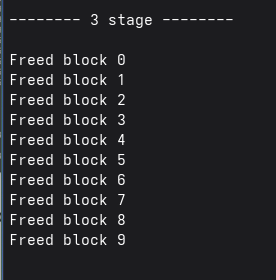 -------- 3 stage --------
Freed block 0
Freed block 1
Freed block 2
Freed block 3
Freed block 4
Freed block 5
Freed block 6
Freed block 7
Freed block 8
Freed block 9